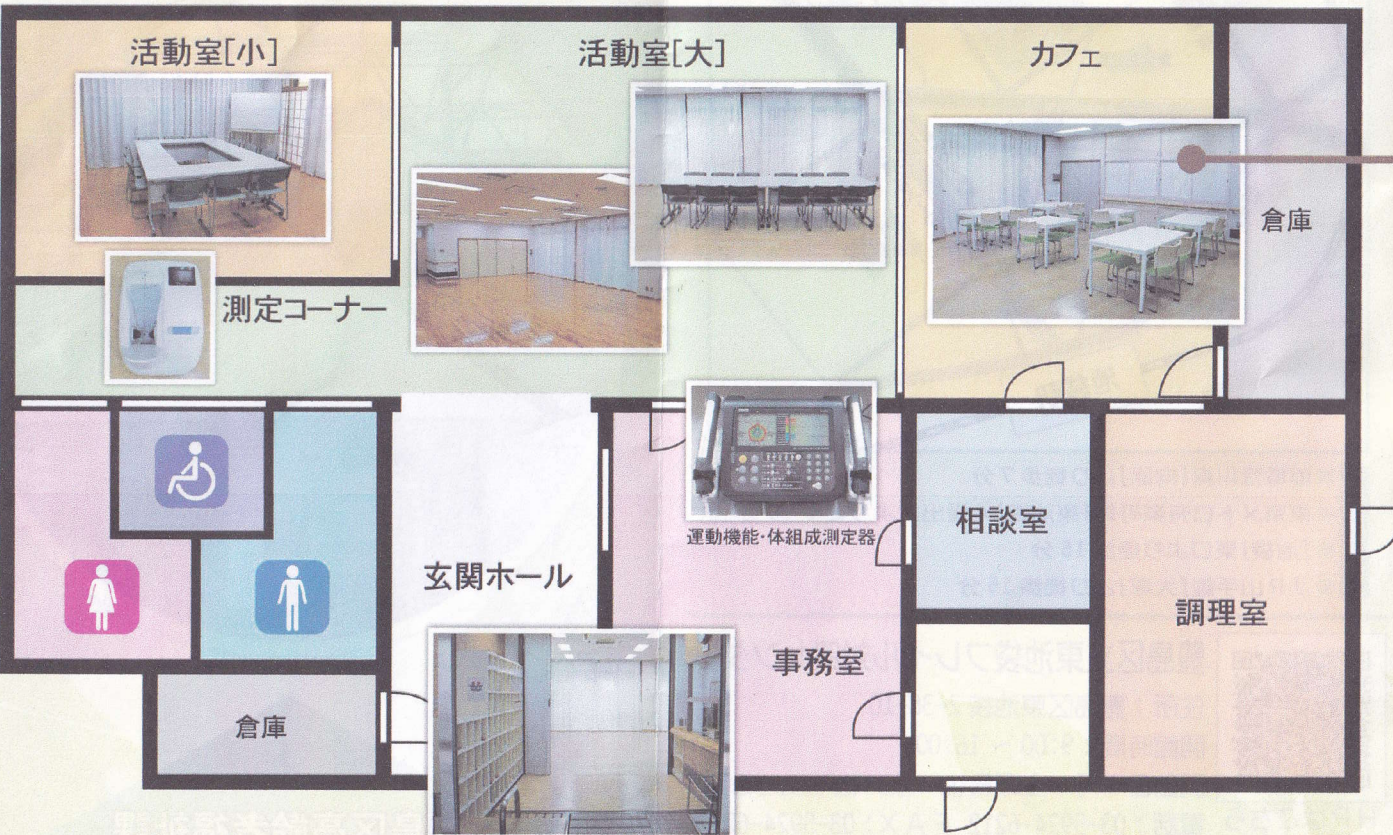 活動室[小]
活動室[大]
カフェ
倉庫
測定コーナー
運動機能・体組成測定器
相談室
玄関ホール
調理室
事務室
倉庫